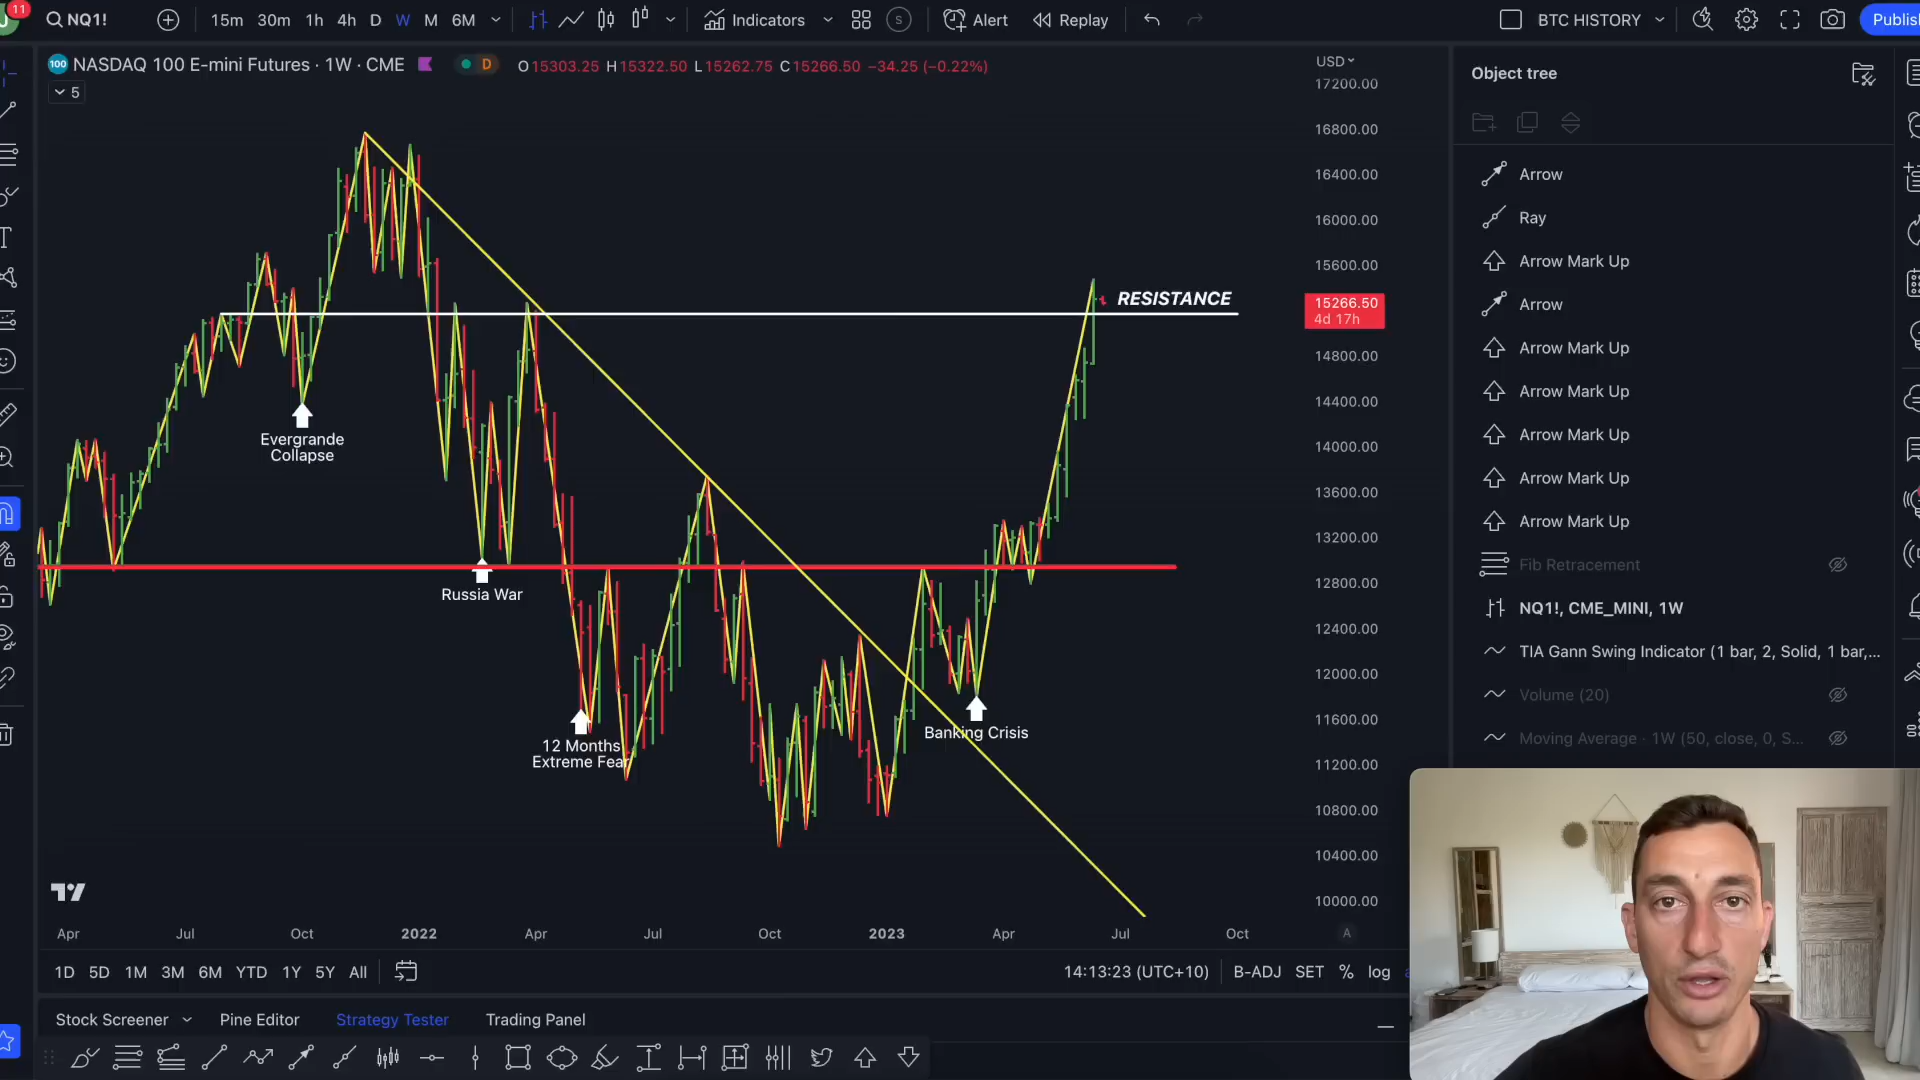 11
NQ1!
15m 30m 1h 4h D W M 6M
Indicators
S
Alert
Replay
BTC HISTORY
Publis
100 NASDAQ 100 E-mini Futures · 1W · CME
D
O15303.25 H15322.50 L15262.75 C15266.50 −34.25 (−0.22%)
5
USD
17200.00
16800.00
16400.00
16000.00
15600.00
15266.50
4d 17h
14800.00
14400.00
14000.00
13600.00
13200.00
12800.00
12400.00
12000.00
11600.00
11200.00
10800.00
10400.00
10000.00
RESISTANCE
Evergrande
Collapse
Russia War
12 Months
Extreme Fear
Banking Crisis
Apr Jul Oct 2022 Apr Jul Oct 2023 Apr Jul Oct
A
1D 5D 1M 3M 6M YTD 1Y 5Y All
14:13:23 (UTC+10)
B-ADJ SET % log
Stock Screener
Pine Editor
Strategy Tester
Trading Panel
Object tree
Arrow
Ray
Arrow Mark Up
Arrow
Arrow Mark Up
Arrow Mark Up
Arrow Mark Up
Arrow Mark Up
Arrow Mark Up
Fib Retracement
NQ1!, CME_MINI, 1W
TIA Gann Swing Indicator (1 bar, 2, Solid, 1 bar,...
Volume (20)
Moving Average · 1W (50, close, 0, S...